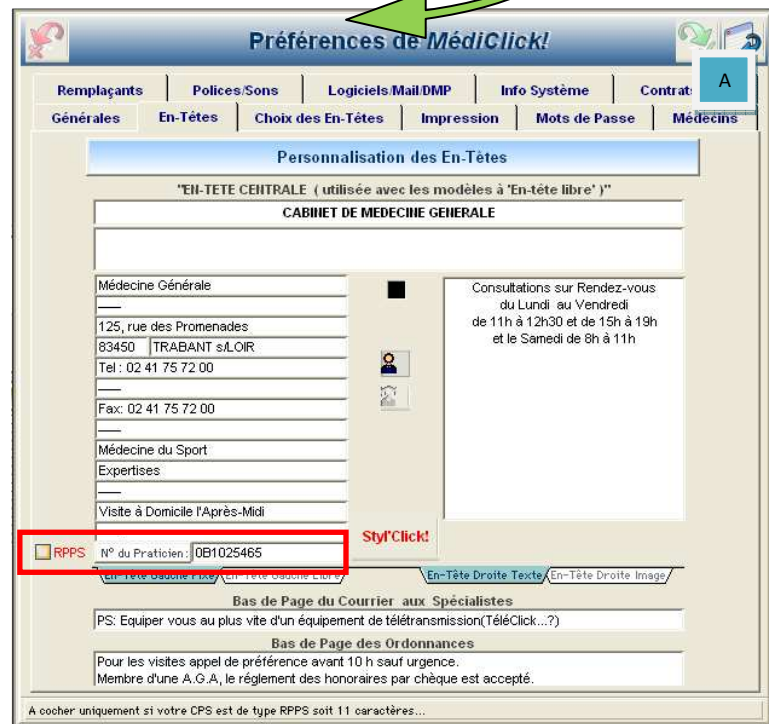 Préférences de MédiClick!
A
Remplaçants Polices/Sons Logiciels/Mail/DMP Info Système Contrats
Générales En-Têtes Choix des En-Têtes Impression Mots de Passe Médecins
Personnalisation des En-Têtes
"EN-TETE CENTRALE ( utilisée avec les modèles à 'En-tête libre' )"
CABINET DE MEDECINE GENERALE
Médecine Générale
-----
125, rue des Promenades
83450 TRABANT s/LOIR
Tel : 02 41 75 72 00
-----
Fax: 02 41 75 72 00
-----
Médecine du Sport
Expertises
-----
Visite à Domicile l'Après-Midi
Consultations sur Rendez-vous
du Lundi au Vendredi
de 11h à 12h30 et de 15h à 19h
et le Samedi de 8h à 11h
Styl'Click!
RPPS N° du Praticien : 0B1025465
En-Tête Gauche Fixe En-Tête Gauche Libre En-Tête Droite Texte En-Tête Droite Image
Bas de Page du Courrier aux Spécialistes
PS: Equiper vous au plus vite d'un équipement de télétransmission(TéléClick...?)
Bas de Page des Ordonnances
Pour les visites appel de préférence avant 10 h sauf urgence.
Membre d'une A.G.A, le réglement des honoraires par chèque est accepté.
A cocher uniquement si votre CPS est de type RPPS soit 11 caractères...